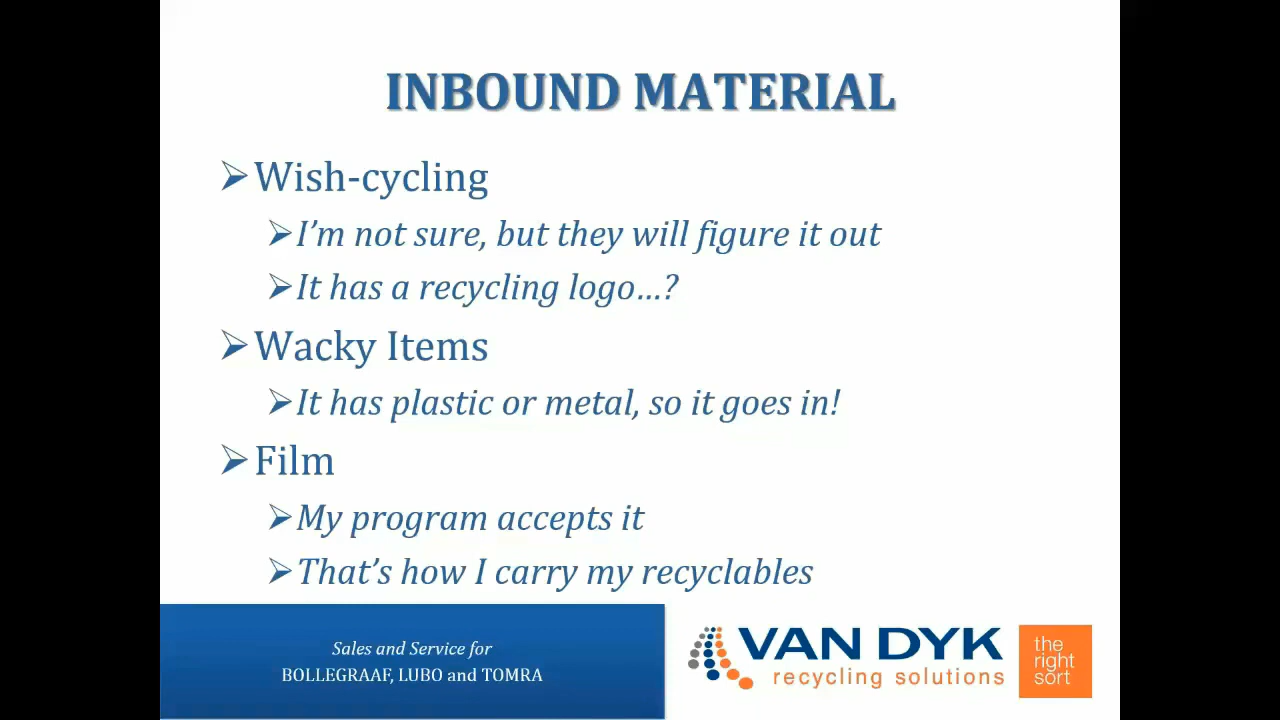 INBOUND MATERIAL
Wish-cycling
I’m not sure, but they will figure it out
It has a recycling logo…?
Wacky Items
It has plastic or metal, so it goes in!
Film
My program accepts it
That’s how I carry my recyclables
Sales and Service for
BOLLEGRAAF, LUBO and TOMRA
VAN DYK
recycling solutions
the
right
sort